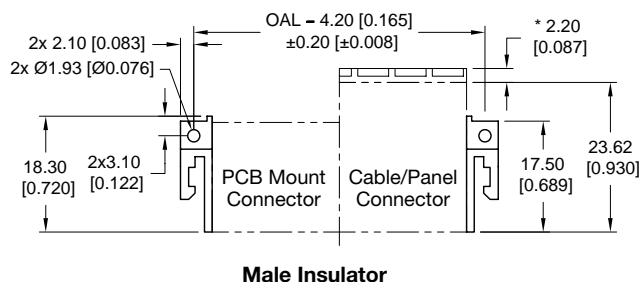 OAL – 4.20 [0.165]
±0.20 [±0.008]
2x 2.10 [0.083]
2x Ø1.93 [Ø0.076]
* 2.20
[0.087]
18.30
[0.720]
2x3.10
[0.122]
PCB Mount
Connector
Cable/Panel
Connector
17.50
[0.689]
23.62
[0.930]
Male Insulator